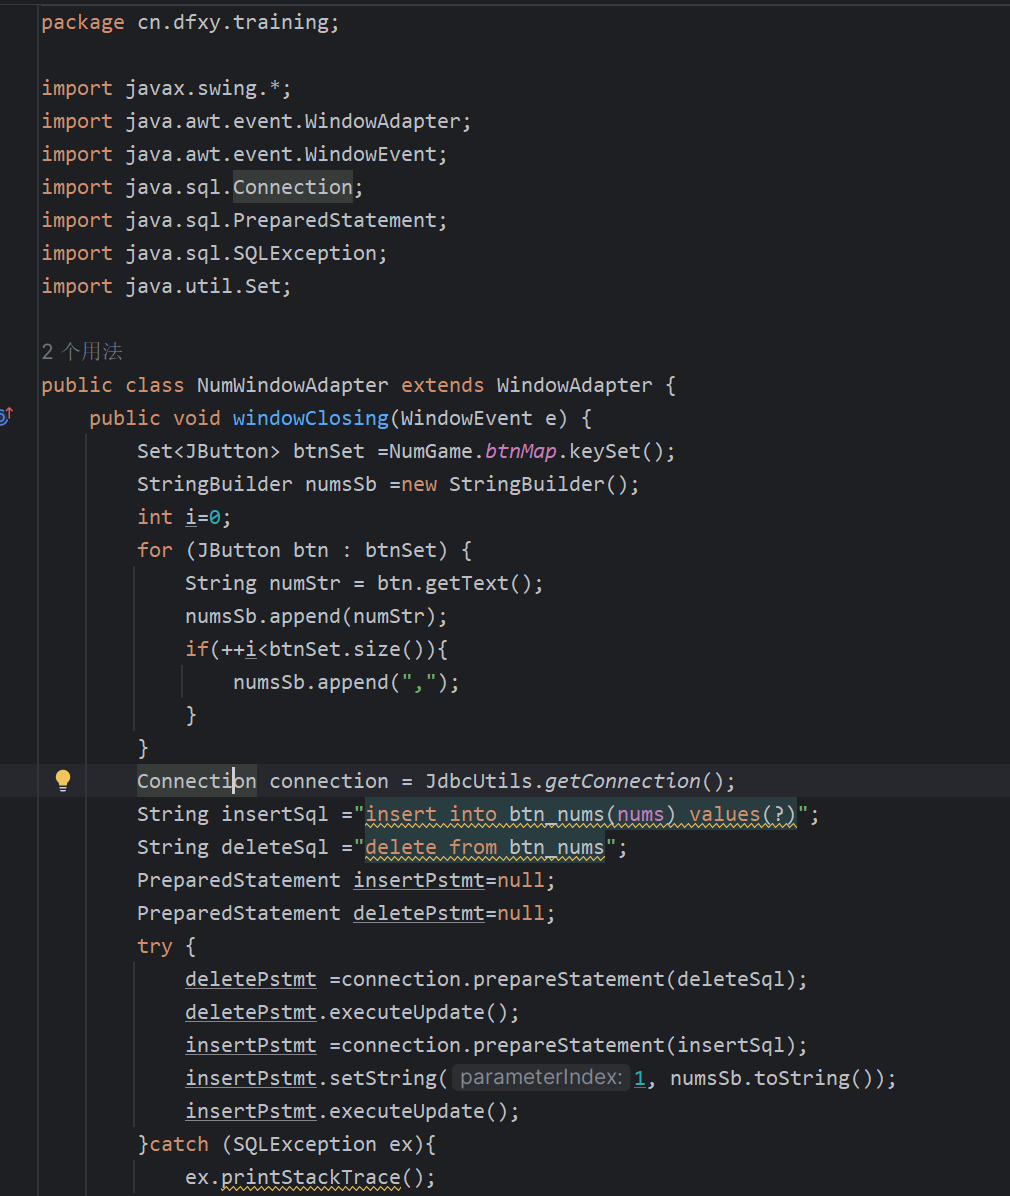 package cn.dfxy.training;
import javax.swing.*;
import java.awt.event.WindowAdapter;
import java.awt.event.WindowEvent;
import java.sql.Connection;
import java.sql.PreparedStatement;
import java.sql.SQLException;
import java.util.Set;
2 个用法
public class NumWindowAdapter extends WindowAdapter {
public void windowClosing(WindowEvent e) {
Set<JButton> btnSet =NumGame.btnMap.keySet();
StringBuilder numsSb =new StringBuilder();
int i=0;
for (JButton btn : btnSet) {
String numStr = btn.getText();
numsSb.append(numStr);
if(++i<btnSet.size()){
numsSb.append(",");
}
}
Connection connection = JdbcUtils.getConnection();
String insertSql ="insert into btn_nums(nums) values(?)";
String deleteSql ="delete from btn_nums";
PreparedStatement insertPstmt=null;
PreparedStatement deletePstmt=null;
try {
deletePstmt =connection.prepareStatement(deleteSql);
deletePstmt.executeUpdate();
insertPstmt =connection.prepareStatement(insertSql);
insertPstmt.setString( parameterIndex: 1, numsSb.toString());
insertPstmt.executeUpdate();
}catch (SQLException ex){
ex.printStackTrace();